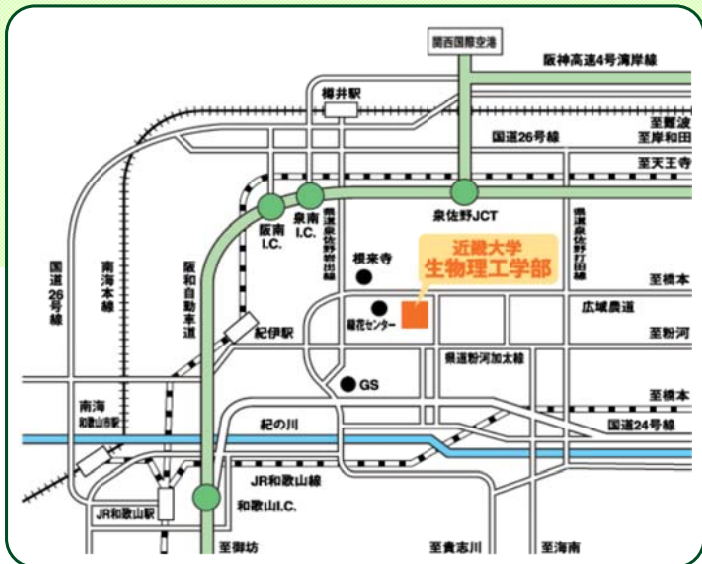 関西国際空港
阪神高速4号湾岸線
樽井駅
至難波
国道26号線
至岸和田
至天王寺
阪南
I.C.
泉南
I.C.
県道泉佐野岩出線
泉佐野JCT
県道泉佐野打田線
近畿大学
生物理工学部
根来寺
国道26号線
南海本線
阪和自動車道
至橋本
広域農道
緑花センター
紀伊駅
至粉河
県道粉河加太線
GS
至橋本
南海
和歌山市駅
紀の川
国道24号線
JR和歌山線
JR和歌山駅
和歌山I.C.
至御坊
至貴志川
至海南